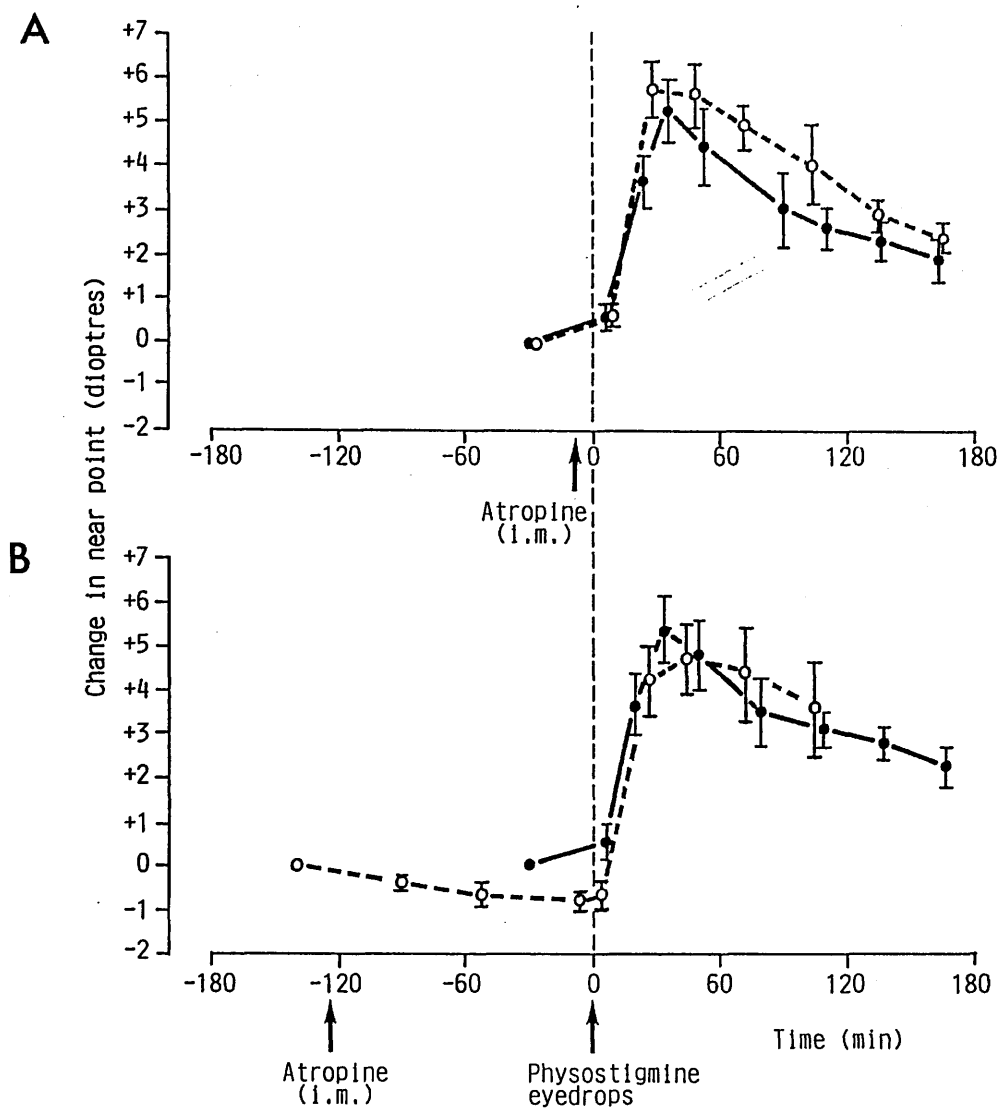 A
+7
+6
+5
+4
+3
+2
+1
0
-1
-2
-180 -120 -60 0 60 120 180
Atropine
(i.m.)
Change in near point (dioptres)
B
+7
+6
+5
+4
+3
+2
+1
0
-1
-2
-180 -120 -60 0 60 120 180
Time (min)
Atropine
(i.m.)
Physostigmine
eyedrops